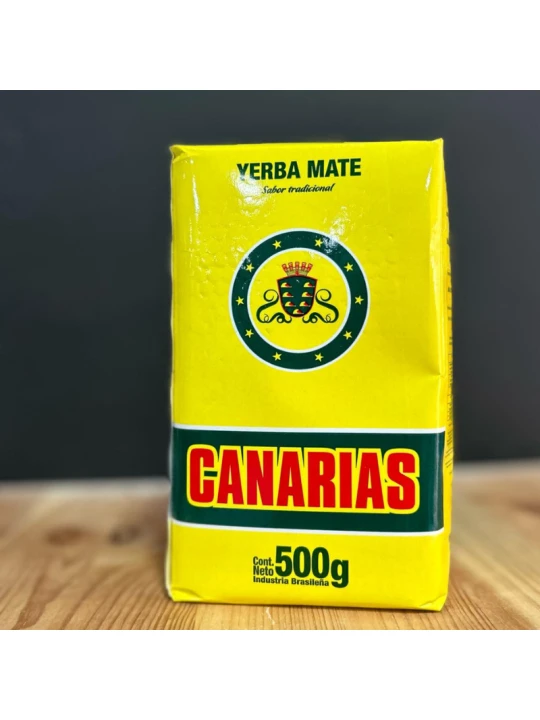 YERBA MATE
Sabor tradicional
CANARIAS
Cont.
Neto 500g
Industria Brasileña